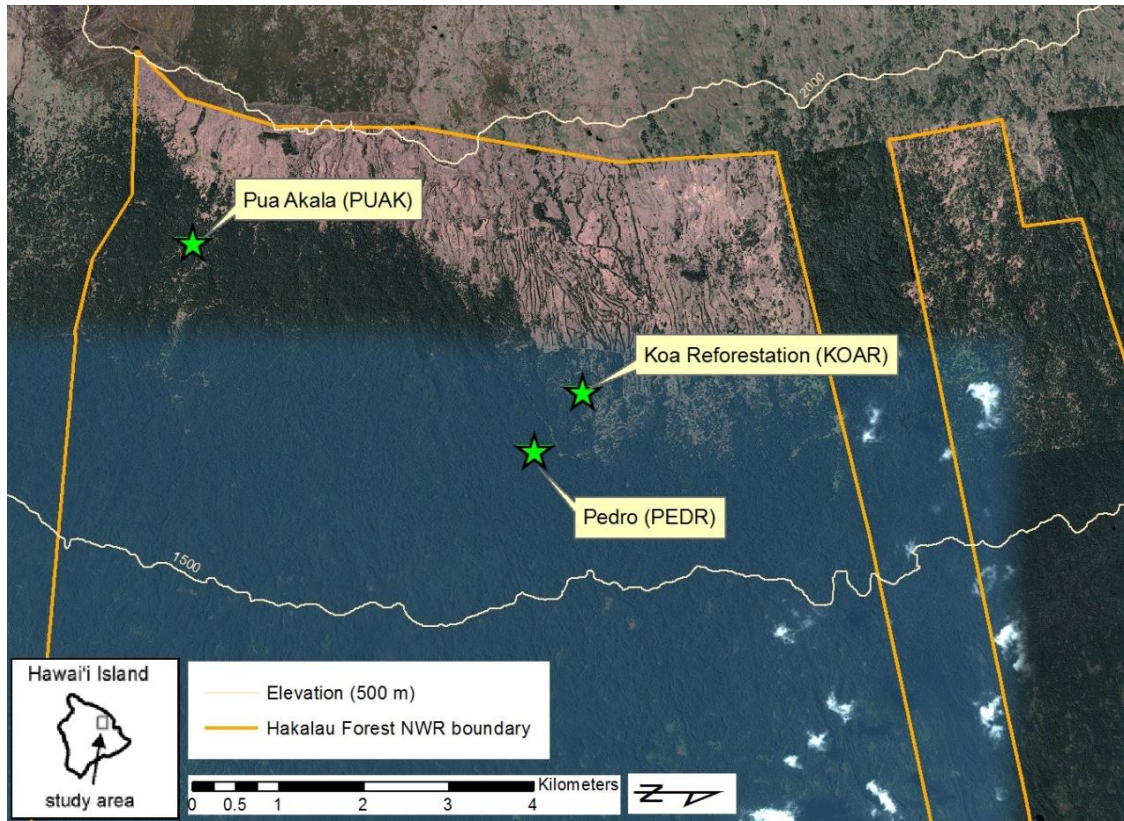 2000
Pua Akala (PUAK)
Koa Reforestation (KOAR)
Pedro (PEDR)
1500
Hawai'i Island
study area
Elevation (500 m)
Hakalau Forest NWR boundary
Kilometers
0 0.5 1 2 3 4
N